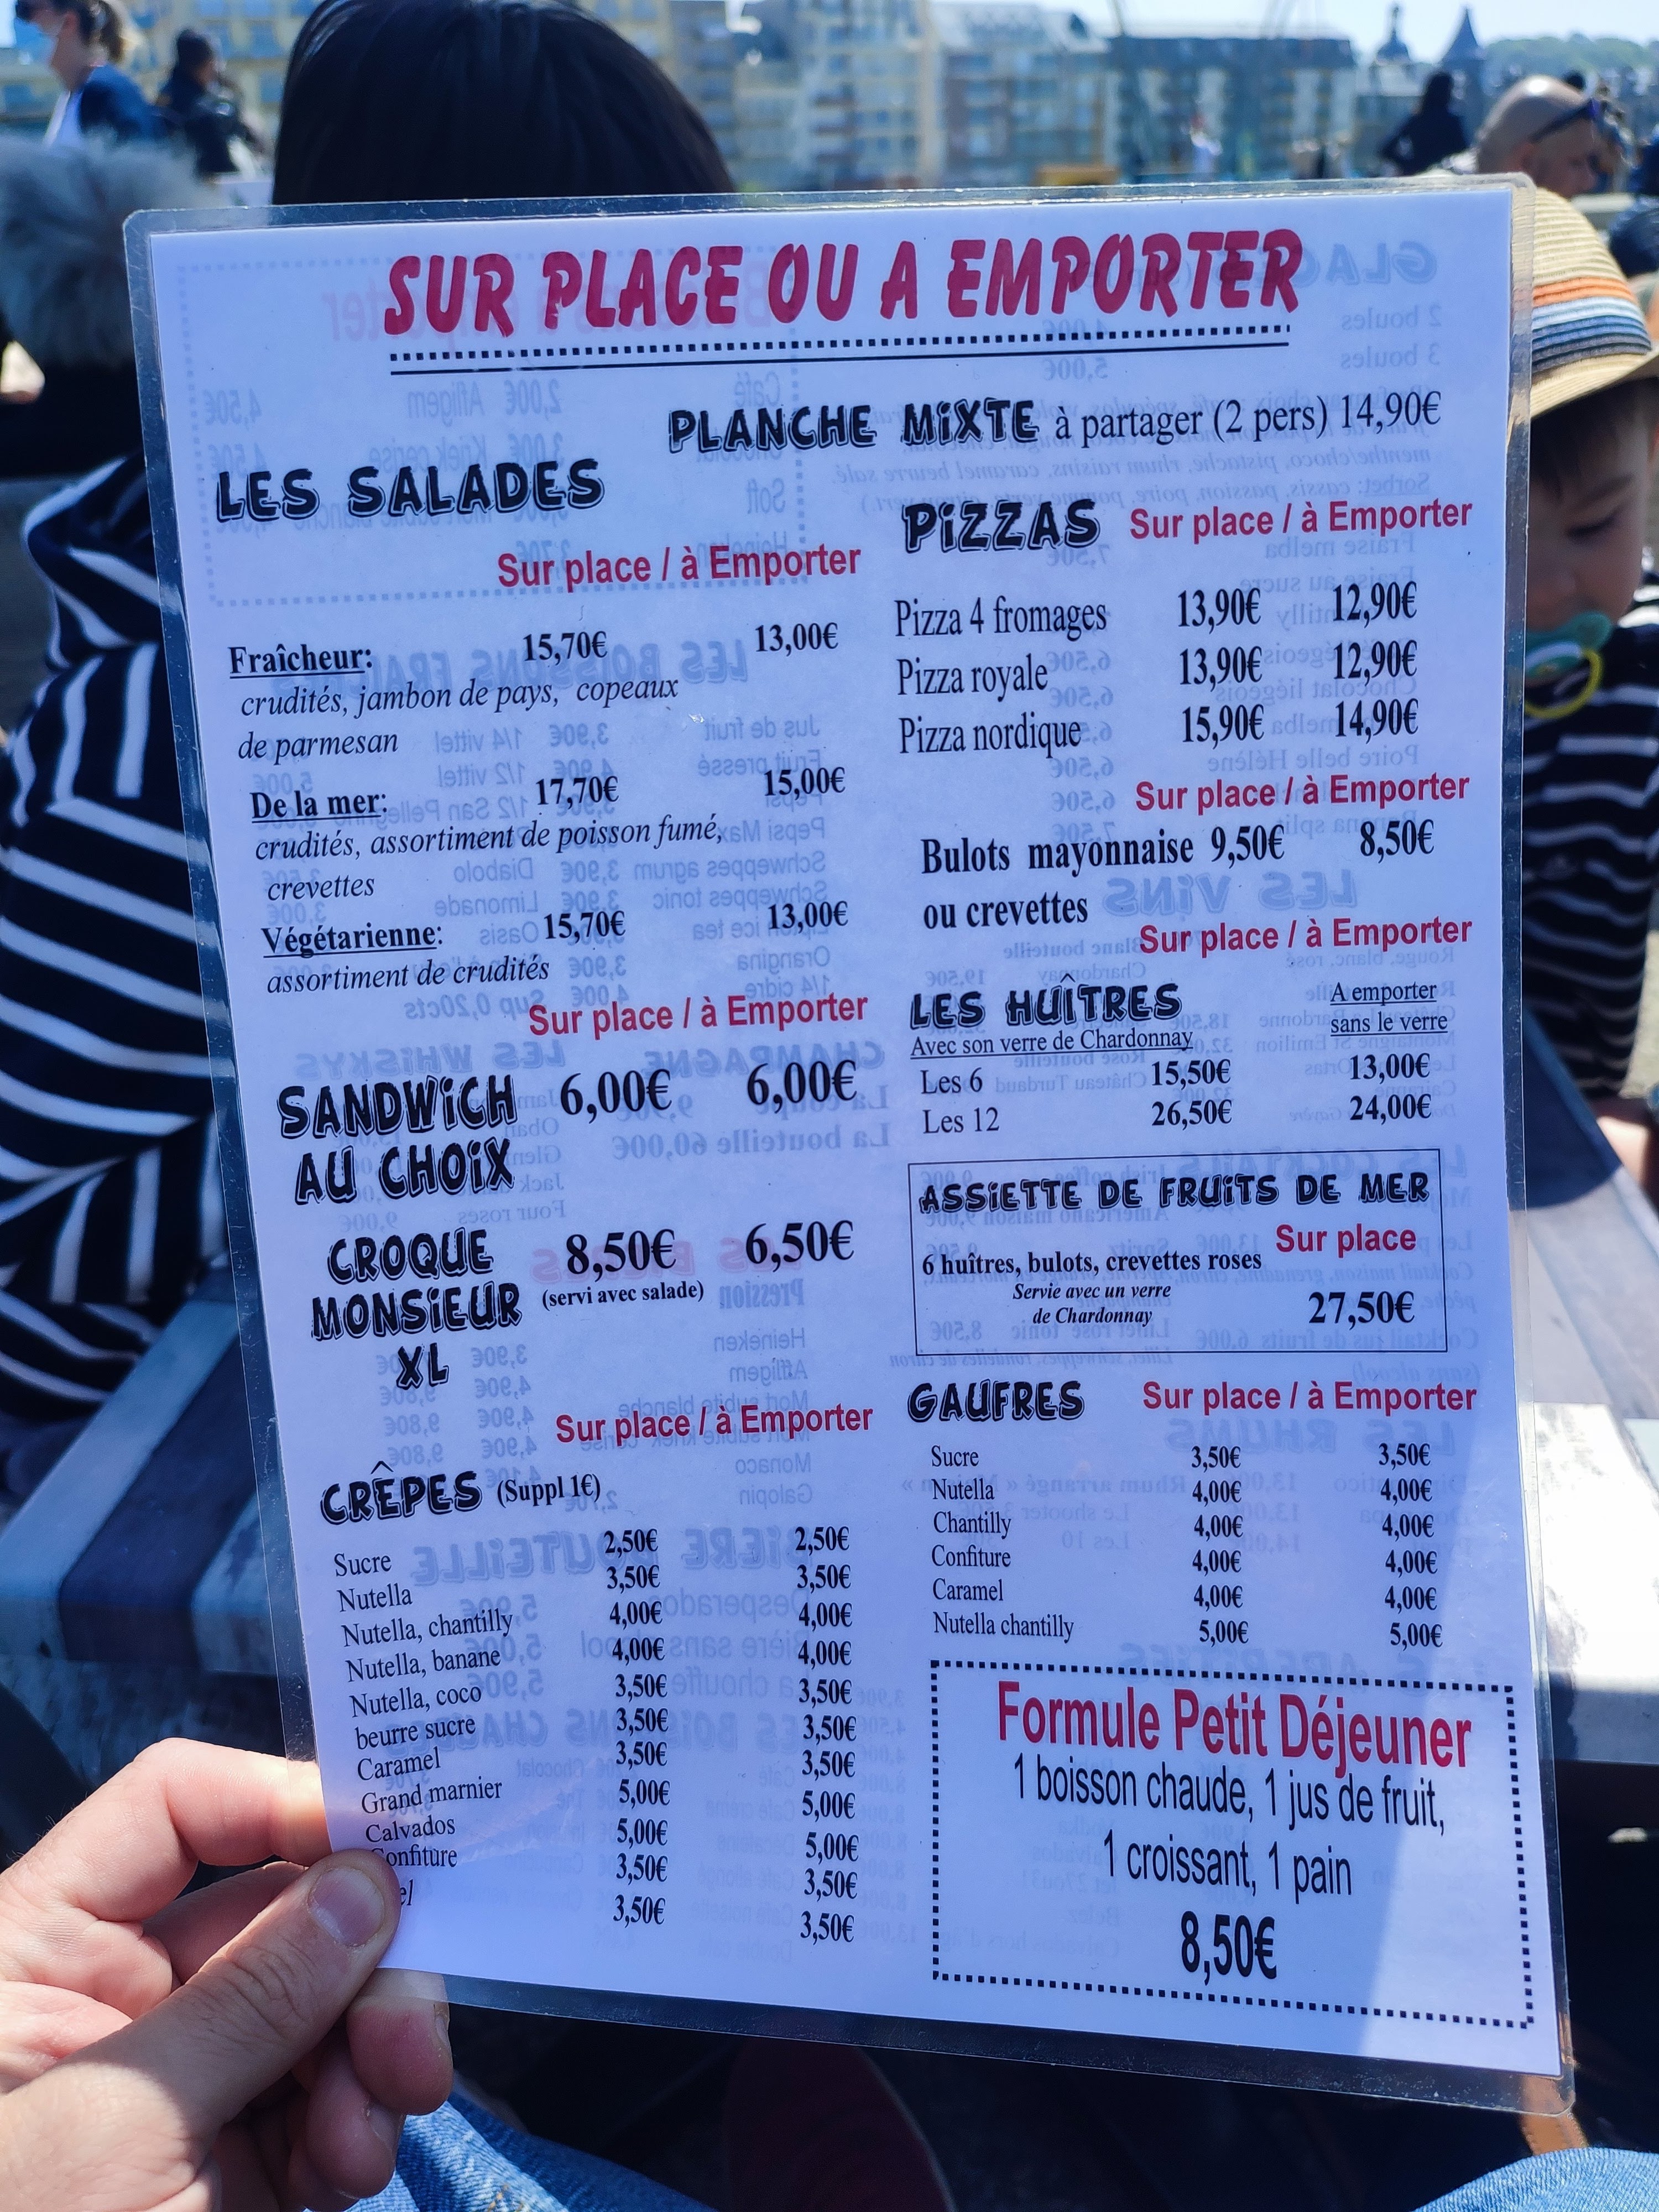 SUR PLACE OU A EMPORTER
PLANCHE MiXTE à partager (2 pers) 14,90€
LES SALADES
Sur place / à Emporter
Fraîcheur: 15,70€ 13,00€
crudités, jambon de pays, copeaux
de parmesan
De la mer: 17,70€ 15,00€
crudités, assortiment de poisson fumé,
crevettes
Végétarienne: 15,70€ 13,00€
assortiment de crudités
Sur place / à Emporter
SANDWiCH 6,00€ 6,00€
AU CHOiX
CROQUE 8,50€ 6,50€
MONSiEUR (servi avec salade)
XL
Sur place / à Emporter
CRÊPES (Suppl 1€)
Sucre 2,50€ 2,50€
Nutella 3,50€ 3,50€
Nutella, chantilly 4,00€ 4,00€
Nutella, banane 4,00€ 4,00€
Nutella, coco 3,50€ 3,50€
beurre sucre 3,50€ 3,50€
Caramel 3,50€ 3,50€
Grand marnier 5,00€ 5,00€
Calvados 5,00€ 5,00€
onfiture 3,50€ 3,50€
el 3,50€ 3,50€
PiZZAS Sur place / à Emporter
Pizza 4 fromages 13,90€ 12,90€
Pizza royale 13,90€ 12,90€
Pizza nordique 15,90€ 14,90€
Sur place / à Emporter
Bulots mayonnaise 9,50€ 8,50€
ou crevettes
Sur place / à Emporter
LES HUÎTRES A emporter
Avec son verre de Chardonnay sans le verre
Les 6 15,50€ 13,00€
Les 12 26,50€ 24,00€
ASSiETTE DE FRUiTS DE MER
Sur place
6 huîtres, bulots, crevettes roses
Servie avec un verre
de Chardonnay 27,50€
GAUFRES Sur place / à Emporter
Sucre 3,50€ 3,50€
Nutella 4,00€ 4,00€
Chantilly 4,00€ 4,00€
Confiture 4,00€ 4,00€
Caramel 4,00€ 4,00€
Nutella chantilly 5,00€ 5,00€
Formule Petit Déjeuner
1 boisson chaude, 1 jus de fruit,
1 croissant, 1 pain
8,50€